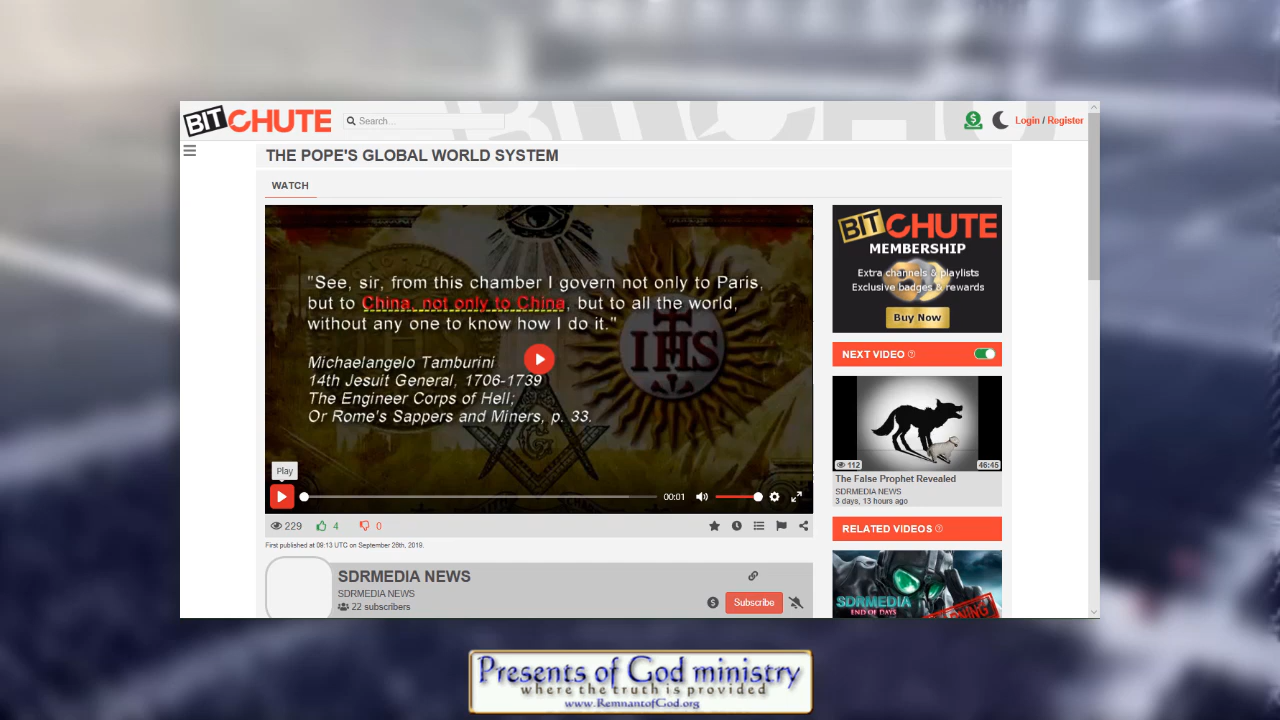 BITCHUTE
Search...
Login / Register
THE POPE'S GLOBAL WORLD SYSTEM
WATCH
"See, sir, from this chamber I govern not only to Paris,
but to China, not only to China, but to all the world,
without any one to know how I do it."
Michaelangelo Tamburini
14th Jesuit General, 1706-1739
The Engineer Corps of Hell;
Or Rome's Sappers and Miners, p. 33.
IHS
G
Play
00:01
229
4
0
First published at 09:13 UTC on September 26th, 2019.
SDRMEDIA NEWS
SDRMEDIA NEWS
22 subscribers
Subscribe
BITCHUTE
MEMBERSHIP
Extra channels & playlists
Exclusive badges & rewards
Buy Now
NEXT VIDEO
112
46:45
The False Prophet Revealed
SDRMEDIA NEWS
3 days, 13 hours ago
RELATED VIDEOS
SDRMEDIA
END OF DAYS
Presents of God ministry
where the truth is provided
www.RemnantofGod.org